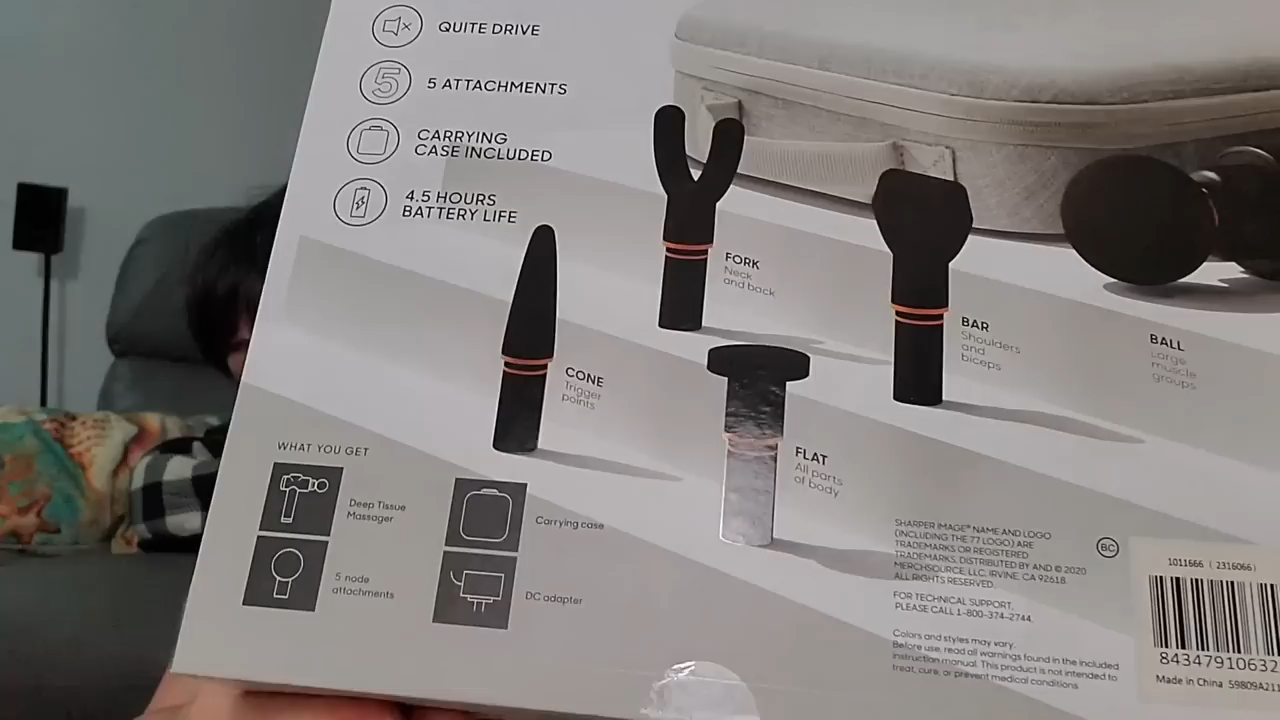 QUITE DRIVE
5
5 ATTACHMENTS
CARRYING
CASE INCLUDED
4.5 HOURS
BATTERY LIFE
FORK
Neck
and back
BAR
Shoulders
and
biceps
BALL
Large
muscle
groups
CONE
Trigger
points
FLAT
All parts
of body
WHAT YOU GET
Deep Tissue
Massager
Carrying case
5 node
attachments
DC adapter
SHARPER IMAGE® NAME AND LOGO
(INCLUDING THE 77 LOGO) ARE
TRADEMARKS OR REGISTERED
TRADEMARKS. DISTRIBUTED BY AND © 2020
MERCHSOURCE, LLC, IRVINE, CA 92618.
ALL RIGHTS RESERVED.
FOR TECHNICAL SUPPORT,
PLEASE CALL 1-800-374-2744.
Colors and styles may vary.
Before use, read all warnings found in the included
instruction manual. This product is not intended to
treat, cure, or prevent medical conditions
BC
1011666 ( 2316066)
84347910632
Made in China 59809A211